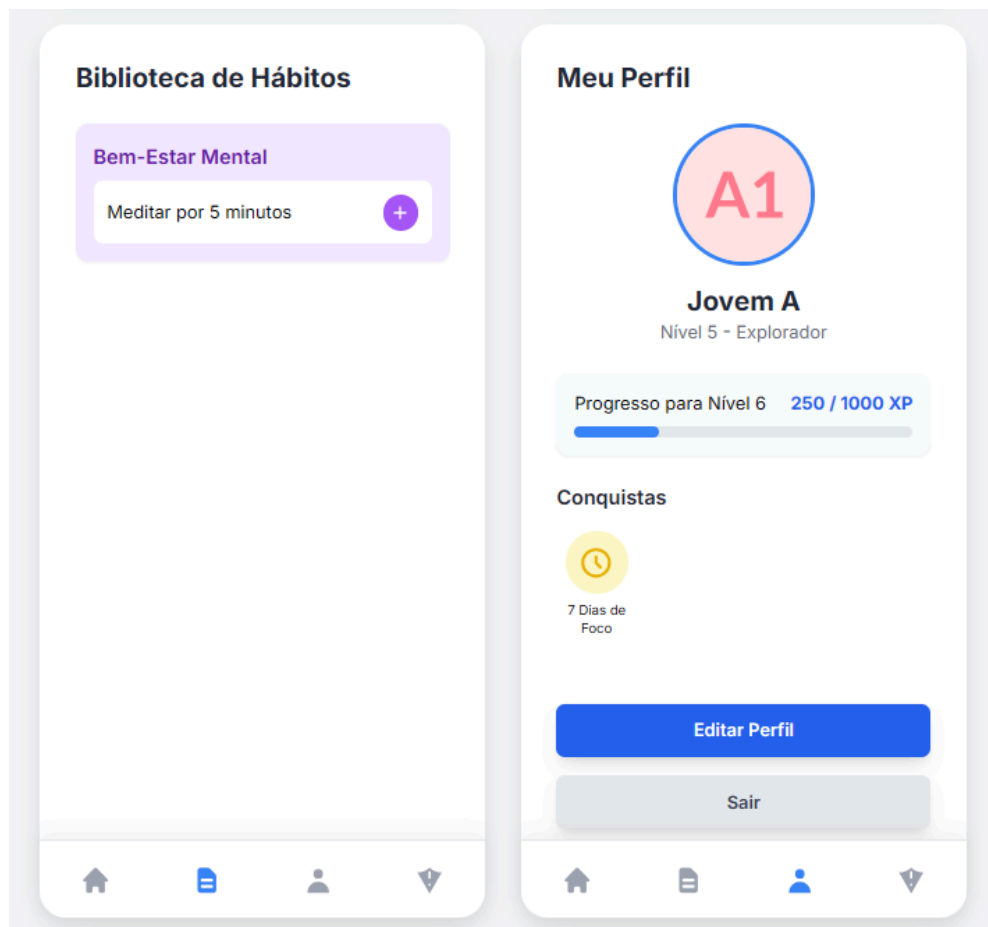 Biblioteca de Hábitos
Bem-Estar Mental
Meditar por 5 minutos
Meu Perfil
A1
Jovem A
Nível 5 - Explorador
Progresso para Nível 6 250 / 1000 XP
Conquistas
7 Dias de
Foco
Editar Perfil
Sair